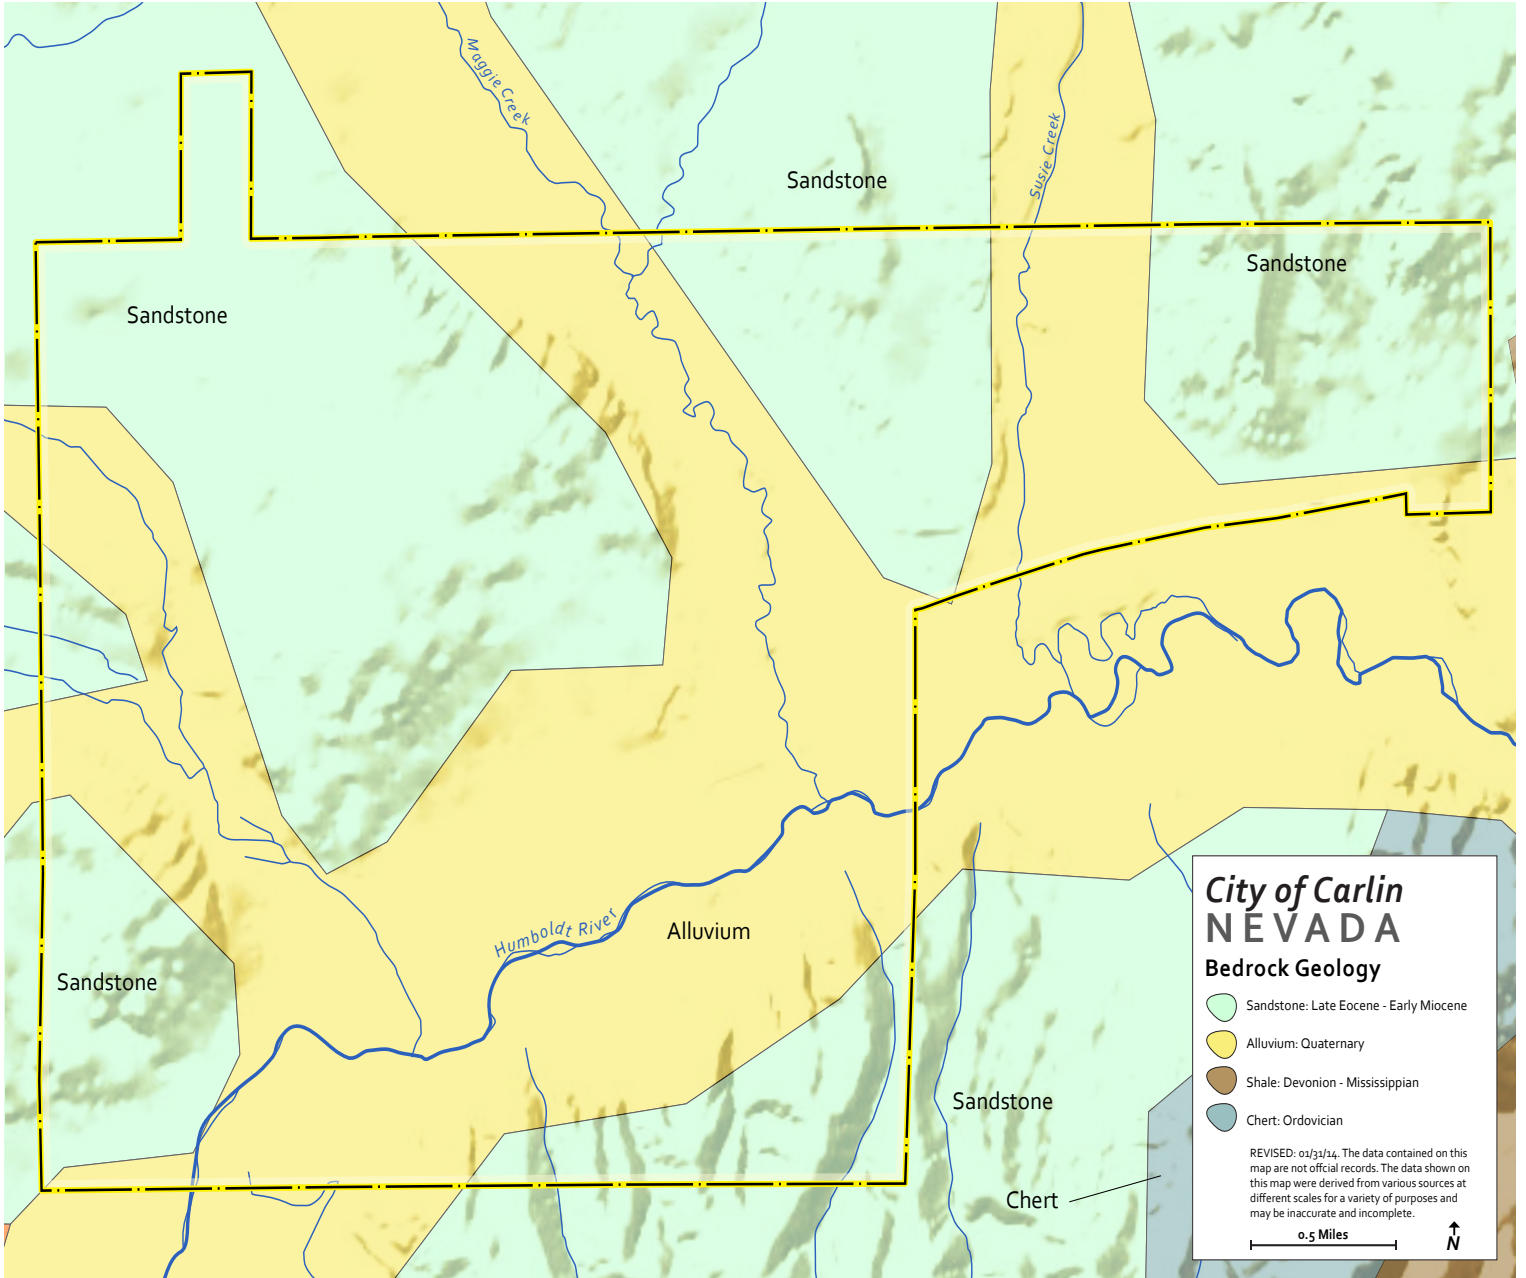 Maggie Creek
Susie Creek
Sandstone
Sandstone
Sandstone
Humboldt River
Alluvium
Sandstone
Sandstone
Chert
City of Carlin
NEVADA
Bedrock Geology
Sandstone: Late Eocene - Early Miocene
Alluvium: Quaternary
Shale: Devonion - Mississippian
Chert: Ordovician
REVISED: 01/31/14. The data contained on this
map are not offcial records. The data shown on
this map were derived from various sources at
different scales for a variety of purposes and
may be inaccurate and incomplete.
0.5 Miles
N